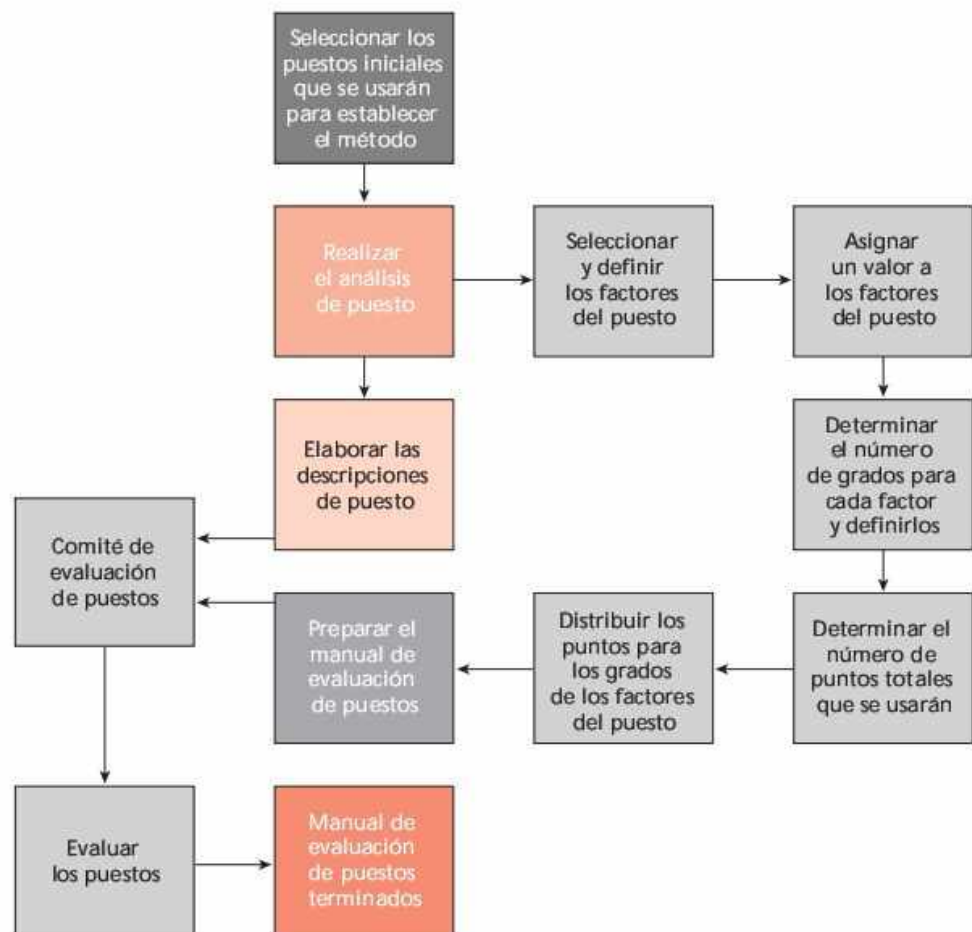 Seleccionar los
puestos iniciales
que se usarán
para establecer
el método
Realizar
el análisis
de puesto
Seleccionar
y definir
los factores
del puesto
Asignar
un valor a
los factores
del puesto
Elaborar las
descripciones
de puesto
Determinar
el número
de grados para
cada factor
y definirlos
Comité de
evaluación
de puestos
Preparar el
manual de
evaluación
de puestos
Distribuir los
puntos para
los grados
de los factores
del puesto
Determinar el
número de
puntos totales
que se usarán
Evaluar
los puestos
Manual de
evaluación
de puestos
terminados